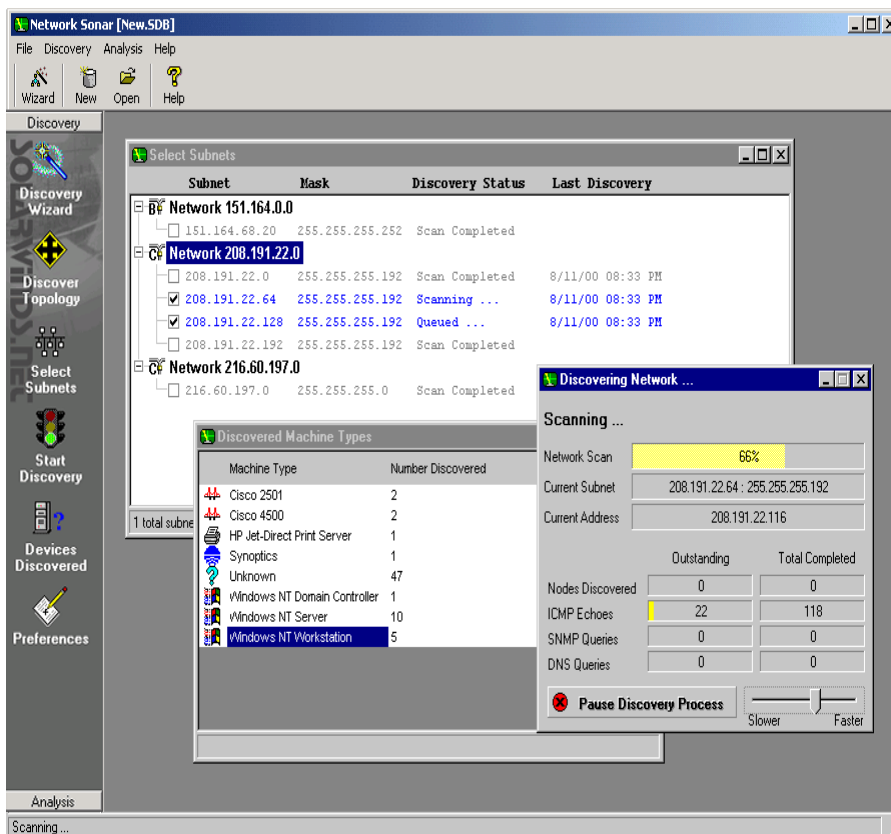 Network Sonar [New.SDB]
File Discovery Analysis Help
Wizard New Open Help
Discovery
SOLARWINDS.NET
Discovery Wizard
Discover Topology
Select Subnets
Start Discovery
Devices Discovered
Preferences
Analysis
Select Subnets
Subnet Mask Discovery Status Last Discovery
Network 151.164.0.0
151.164.68.20 255.255.255.252 Scan Completed
Network 208.191.22.0
208.191.22.0 255.255.255.192 Scan Completed 8/11/00 08:33 PM
208.191.22.64 255.255.255.192 Scanning ... 8/11/00 08:33 PM
208.191.22.128 255.255.255.192 Queued ... 8/11/00 08:33 PM
208.191.22.192 255.255.255.192 Scan Completed
Network 216.60.197.0
216.60.197.0 255.255.255.0 Scan Completed
1 total subne
Discovered Machine Types
Machine Type Number Discovered
Cisco 2501 2
Cisco 4500 2
HP Jet-Direct Print Server 1
Synoptics 1
Unknown 47
Windows NT Domain Controller 1
Windows NT Server 10
Windows NT Workstation 5
Discovering Network ...
Scanning ...
Network Scan 66%
Current Subnet 208.191.22.64 : 255.255.255.192
Current Address 208.191.22.116
Outstanding Total Completed
Nodes Discovered 0 0
ICMP Echoes 22 118
SNMP Queries 0 0
DNS Queries 0 0
Pause Discovery Process
Slower Faster
Scanning ...